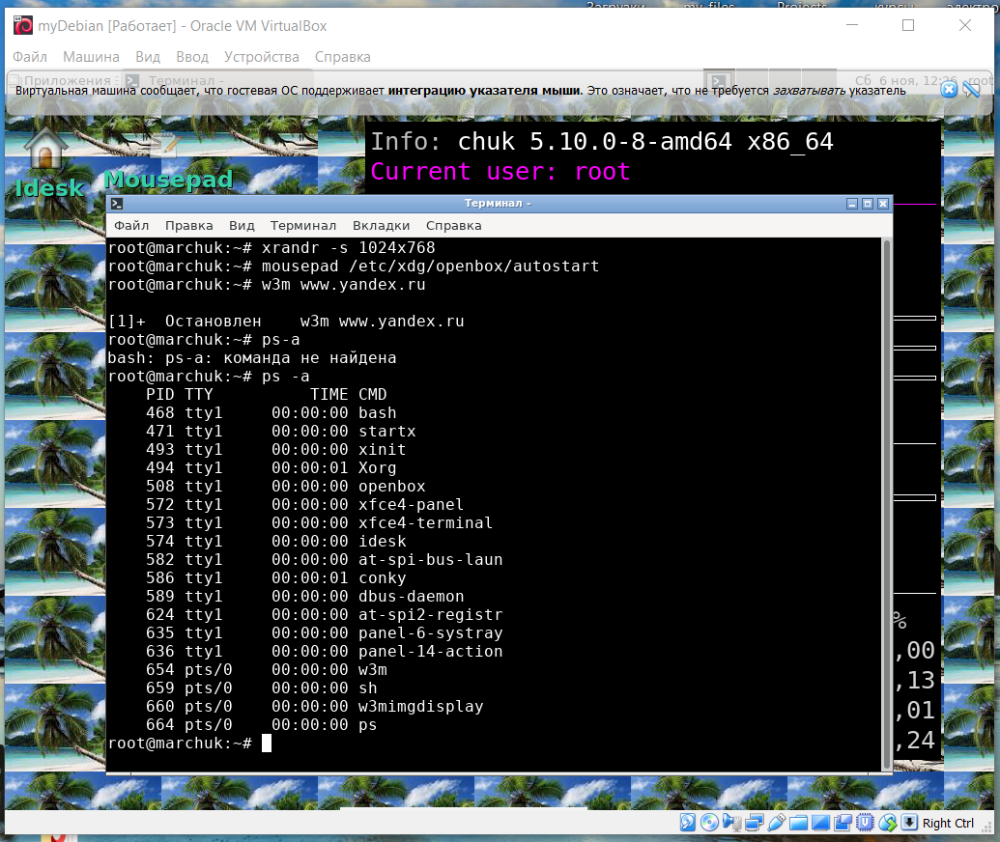 Загрузки my-files Projects курсы электро
myDebian [Работает] - Oracle VM VirtualBox
Файл Машина Вид Ввод Устройства Справка
Приложения Терминал - Сб 6 ноя, 12:26 root
Виртуальная машина сообщает, что гостевая ОС поддерживает интеграцию указателя мыши. Это означает, что не требуется захватывать указатель
Idesk
Mousepad
Info: chuk 5.10.0-8-amd64 x86_64
Current user: root
Терминал -
Файл Правка Вид Терминал Вкладки Справка
root@marchuk:~# xrandr -s 1024x768
root@marchuk:~# mousepad /etc/xdg/openbox/autostart
root@marchuk:~# w3m www.yandex.ru
[1]+  Остановлен    w3m www.yandex.ru
root@marchuk:~# ps-a
bash: ps-a: команда не найдена
root@marchuk:~# ps -a
    PID TTY          TIME CMD
    468 tty1     00:00:00 bash
    471 tty1     00:00:00 startx
    493 tty1     00:00:00 xinit
    494 tty1     00:00:01 Xorg
    508 tty1     00:00:00 openbox
    572 tty1     00:00:00 xfce4-panel
    573 tty1     00:00:00 xfce4-terminal
    574 tty1     00:00:00 idesk
    582 tty1     00:00:00 at-spi-bus-laun
    586 tty1     00:00:01 conky
    589 tty1     00:00:00 dbus-daemon
    624 tty1     00:00:00 at-spi2-registr
    635 tty1     00:00:00 panel-6-systray
    636 tty1     00:00:00 panel-14-action
    654 pts/0    00:00:00 w3m
    659 pts/0    00:00:00 sh
    660 pts/0    00:00:00 w3mimgdisplay
    664 pts/0    00:00:00 ps
root@marchuk:~#
%
,00
,13
,01
,24
Right Ctrl